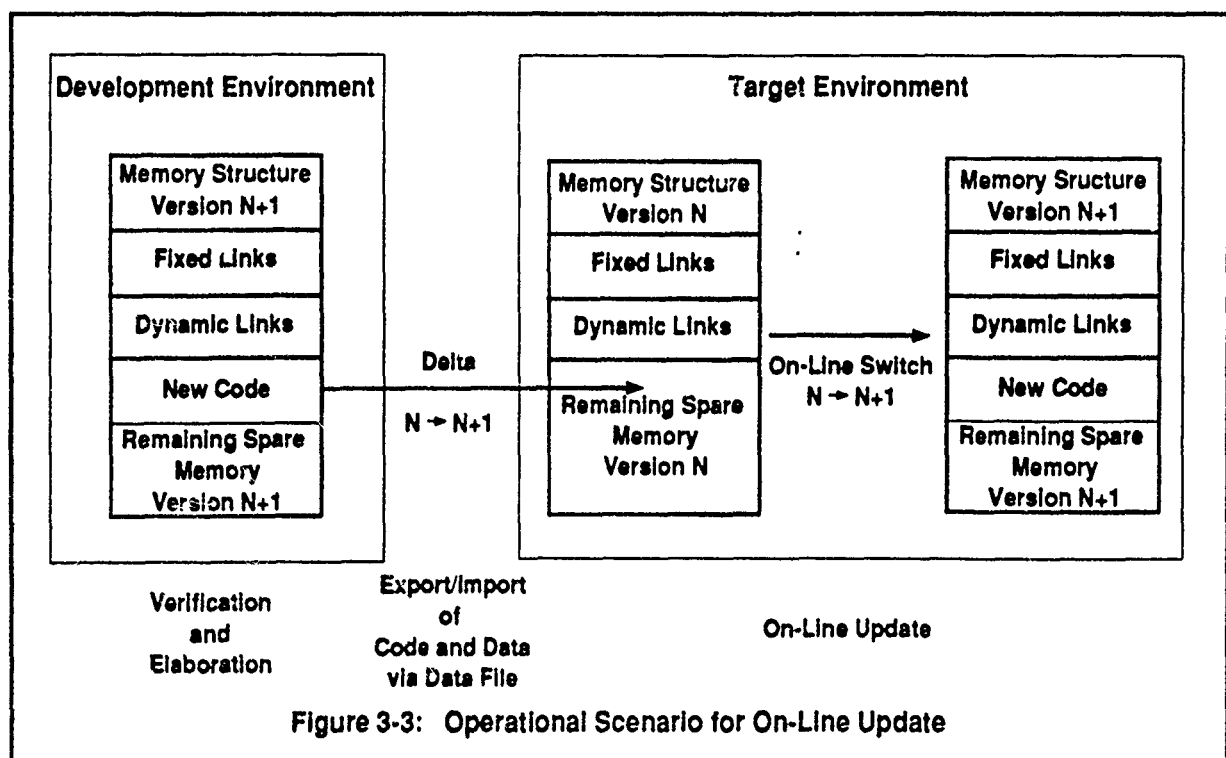 Development Environment
Memory Structure
Version N+1
Fixed Links
Dynamic Links
New Code
Remaining Spare
Memory
Version N+1
Delta
N → N+1
Target Environment
Memory Structure
Version N
Fixed Links
Dynamic Links
Remaining Spare
Memory
Version N
On-Line Switch
N → N+1
Memory Sructure
Version N+1
Fixed Links
Dynamic Links
New Code
Remaining Spare
Memory
Version N+1
Verification
and
Elaboration
Export/Import
of
Code and Data
via Data File
On-Line Update
Figure 3-3: Operational Scenario for On-Line Update